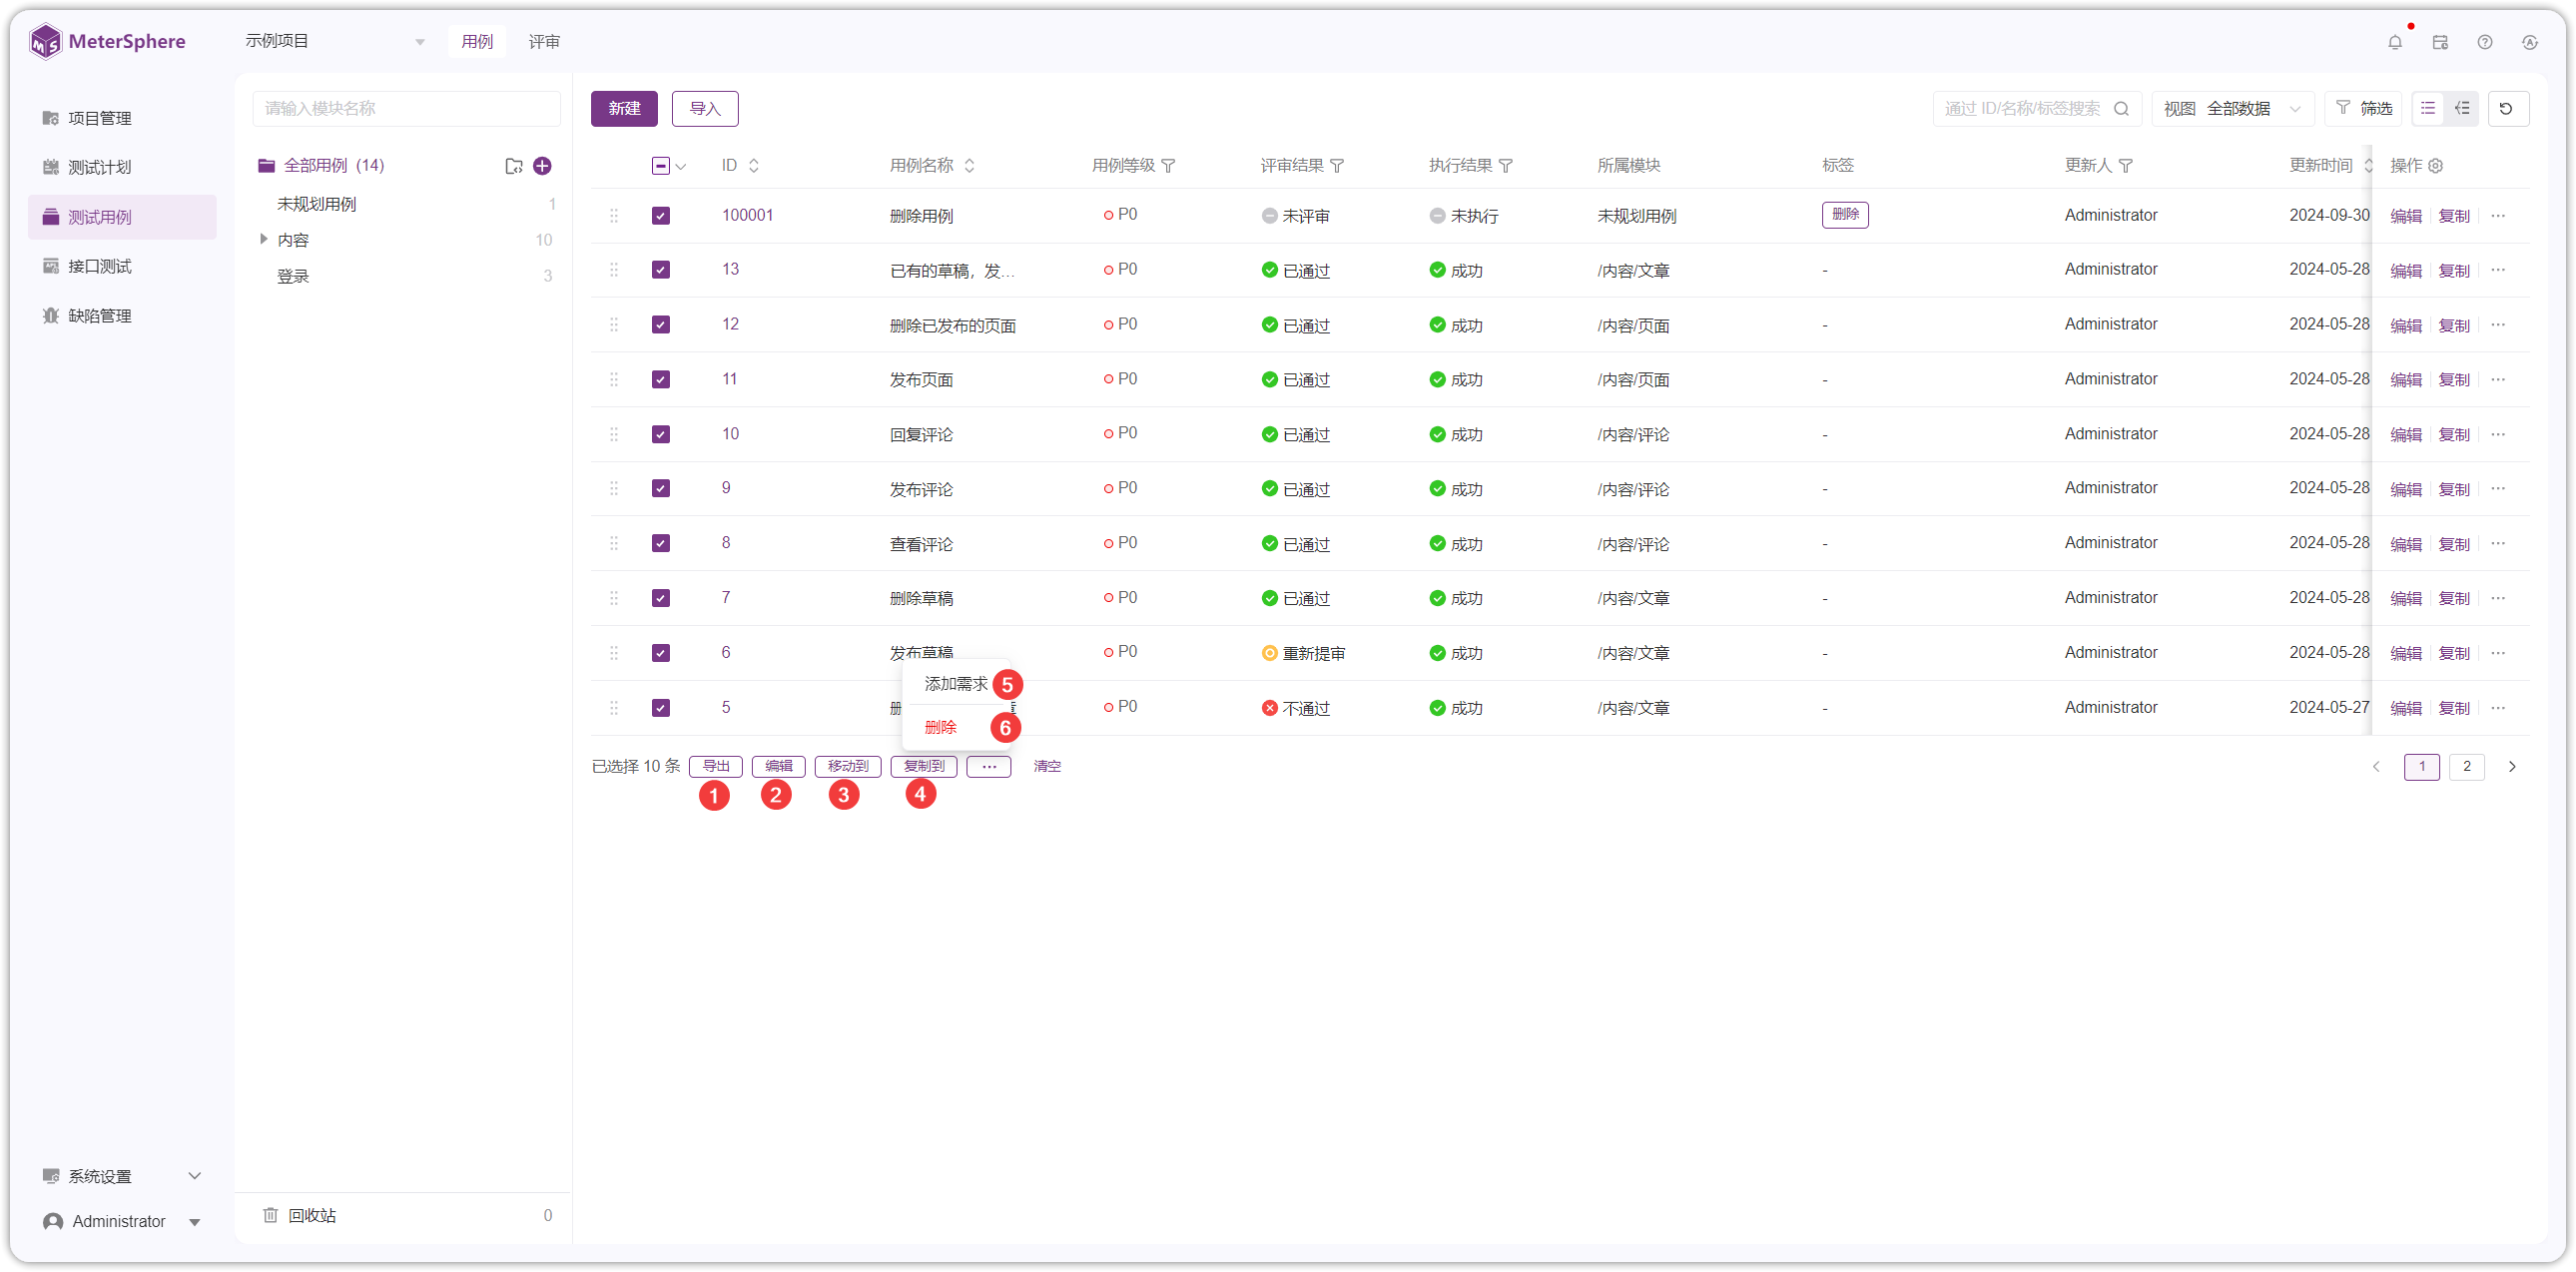 MeterSphere
示例项目
用例
评审
项目管理
测试计划
测试用例
接口测试
缺陷管理
系统设置
Administrator
请输入模块名称
全部用例 (14)
未规划用例 1
内容 10
登录 3
回收站 0
新建 导入 通过 ID/名称/标签搜索 视图 全部数据 筛选
ID 用例名称 用例等级 评审结果 执行结果 所属模块 标签 更新人 更新时间 操作
100001 删除用例 P0 未评审 未执行 未规划用例 删除 Administrator 2024-09-30 编辑 复制 ···
13 已有的草稿，发... P0 已通过 成功 /内容/文章 - Administrator 2024-05-28 编辑 复制 ···
12 删除已发布的页面 P0 已通过 成功 /内容/页面 - Administrator 2024-05-28 编辑 复制 ···
11 发布页面 P0 已通过 成功 /内容/页面 - Administrator 2024-05-28 编辑 复制 ···
10 回复评论 P0 已通过 成功 /内容/评论 - Administrator 2024-05-28 编辑 复制 ···
9 发布评论 P0 已通过 成功 /内容/评论 - Administrator 2024-05-28 编辑 复制 ···
8 查看评论 P0 已通过 成功 /内容/评论 - Administrator 2024-05-28 编辑 复制 ···
7 删除草稿 P0 已通过 成功 /内容/文章 - Administrator 2024-05-28 编辑 复制 ···
6 发布草稿 P0 重新提审 成功 /内容/文章 - Administrator 2024-05-28 编辑 复制 ···
添加需求 5
5 P0 不通过 成功 /内容/文章 - Administrator 2024-05-27 编辑 复制 ···
删除 6
已选择 10 条 导出 编辑 移动到 复制到 ··· 清空 1 2
1 2 3 4